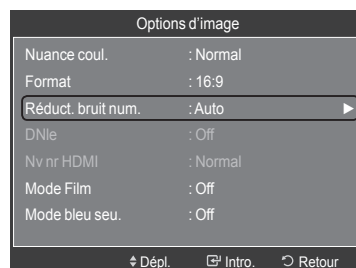 Options d'image
Nuance coul. : Normal
Format : 16:9
Réduct. bruit num. : Auto
DNIe : Off
Nv nr HDMI : Normal
Mode Film : Off
Mode bleu seu. : Off
Dépl. Intro. Retour